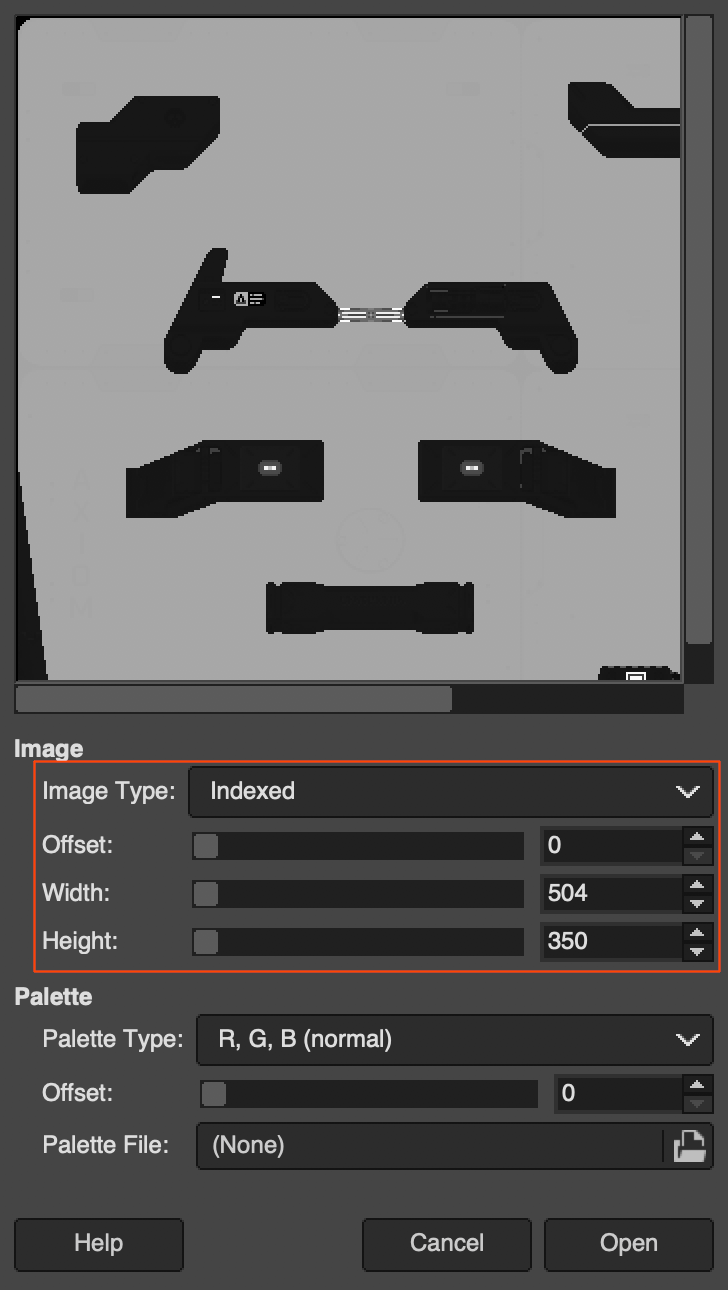 Image
Image Type: Indexed
Offset: 0
Width: 504
Height: 350
Palette
Palette Type: R, G, B (normal)
Offset: 0
Palette File: (None)
Help Cancel Open